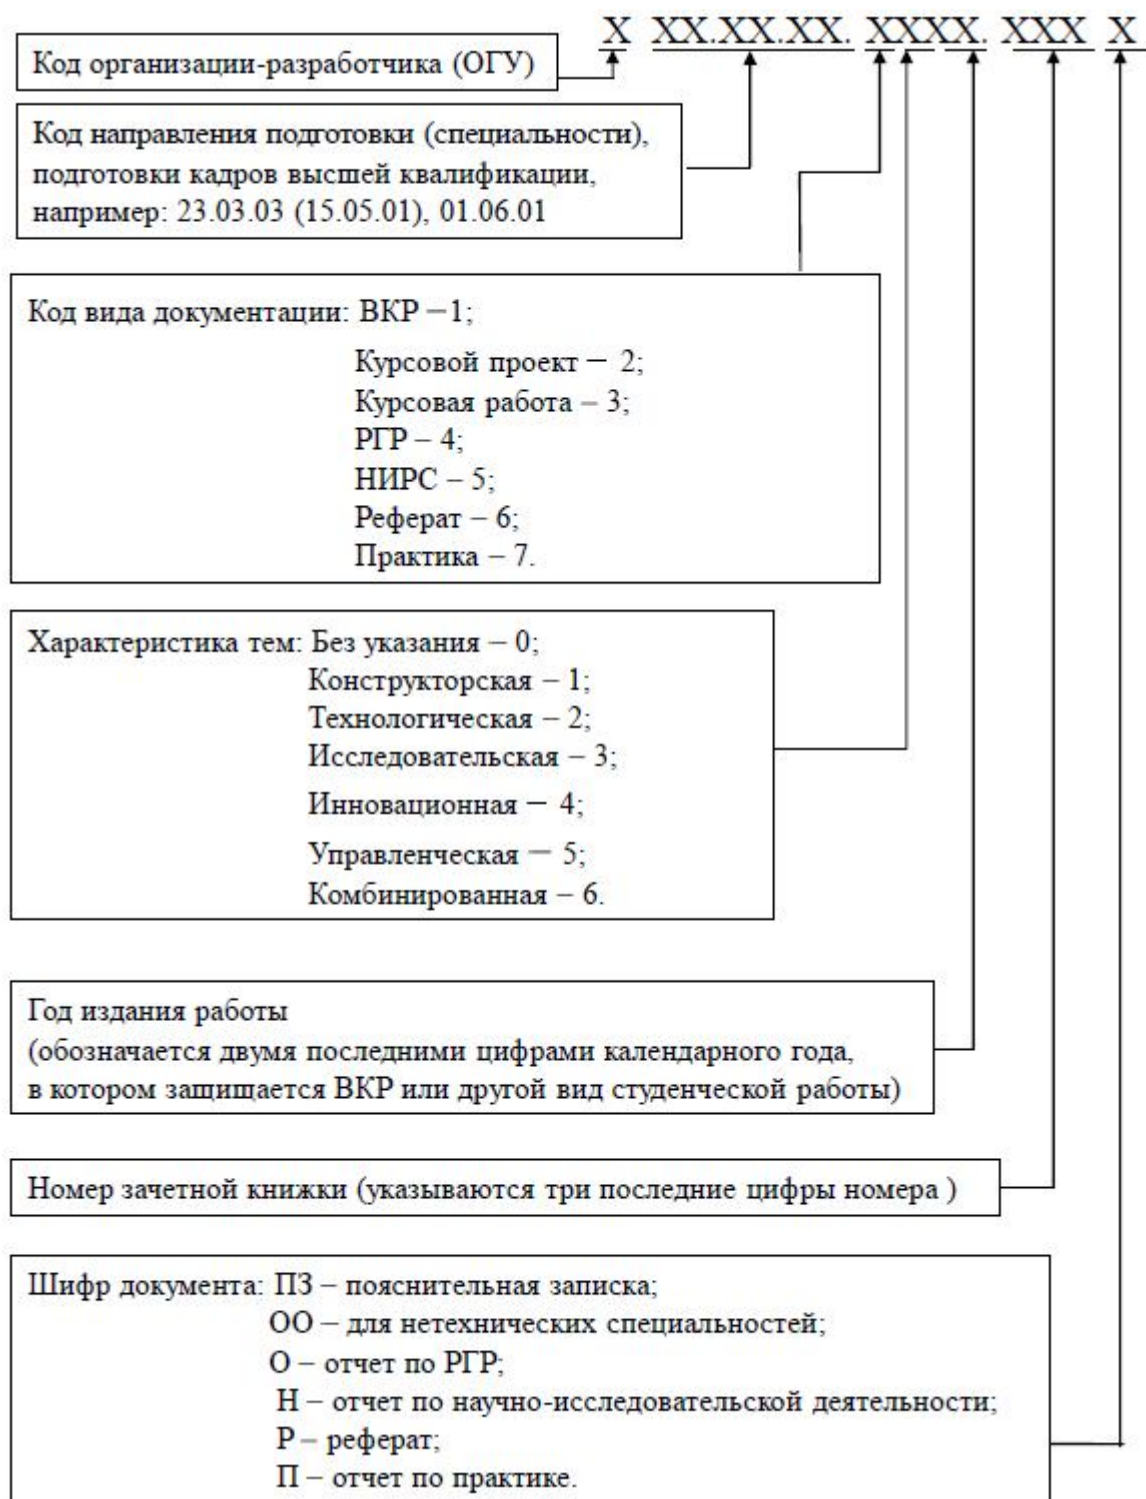 X XX.XX.XX. XXXX. XXX X
Код организации-разработчика (ОГУ)
Код направления подготовки (специальности),
подготовки кадров высшей квалификации,
например: 23.03.03 (15.05.01), 01.06.01
Код вида документации: ВКР – 1;
Курсовой проект – 2;
Курсовая работа – 3;
РГР – 4;
НИРС – 5;
Реферат – 6;
Практика – 7.
Характеристика тем: Без указания – 0;
Конструкторская – 1;
Технологическая – 2;
Исследовательская – 3;
Инновационная – 4;
Управленческая – 5;
Комбинированная – 6.
Год издания работы
(обозначается двумя последними цифрами календарного года,
в котором защищается ВКР или другой вид студенческой работы)
Номер зачетной книжки (указываются три последние цифры номера )
Шифр документа: ПЗ – пояснительная записка;
ОО – для нетехнических специальностей;
О – отчет по РГР;
Н – отчет по научно-исследовательской деятельности;
Р – реферат;
П – отчет по практике.